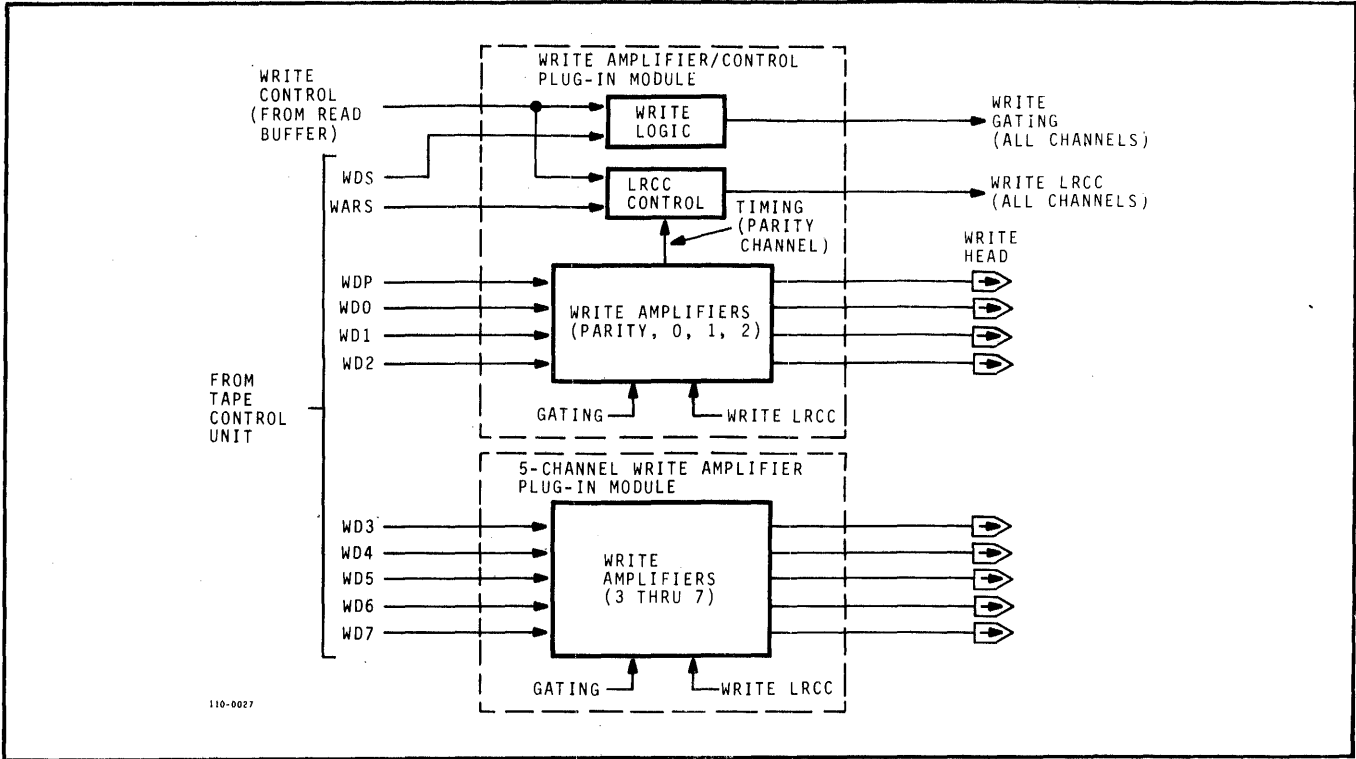 WRITE AMPLIFIER/CONTROL
PLUG-IN MODULE
WRITE
CONTROL
(FROM READ
BUFFER)
WRITE
LOGIC
WRITE
GATING
(ALL CHANNELS)
WDS
WARS
LRCC
CONTROL
WRITE LRCC
(ALL CHANNELS)
TIMING
(PARITY
CHANNEL)
WRITE
HEAD
WDP
WD0
WD1
WD2
WRITE AMPLIFIERS
(PARITY, 0, 1, 2)
GATING
WRITE LRCC
FROM
TAPE
CONTROL
UNIT
5-CHANNEL WRITE AMPLIFIER
PLUG-IN MODULE
WD3
WD4
WD5
WD6
WD7
WRITE
AMPLIFIERS
(3 THRU 7)
GATING
WRITE LRCC
110-0027